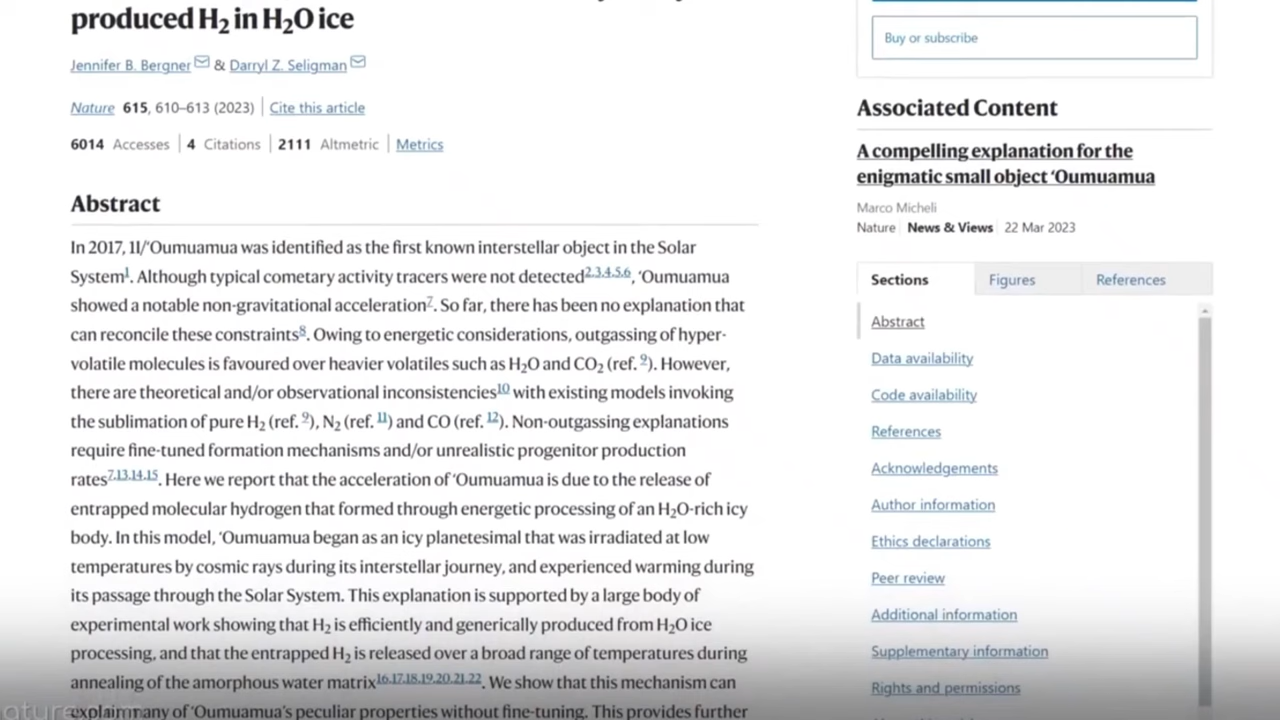 produced H₂ in H₂O ice
Jennifer B. Bergner & Darryl Z. Seligman
Nature 615, 610–613 (2023) | Cite this article
6014 Accesses | 4 Citations | 2111 Altmetric | Metrics
Abstract
In 2017, 1I/‘Oumuamua was identified as the first known interstellar object in the Solar
System1. Although typical cometary activity tracers were not detected2,3,4,5,6, ‘Oumuamua
showed a notable non-gravitational acceleration7. So far, there has been no explanation that
can reconcile these constraints8. Owing to energetic considerations, outgassing of hyper-
volatile molecules is favoured over heavier volatiles such as H₂O and CO₂ (ref. 9). However,
there are theoretical and/or observational inconsistencies10 with existing models invoking
the sublimation of pure H₂ (ref. 9), N₂ (ref. 11) and CO (ref. 12). Non-outgassing explanations
require fine-tuned formation mechanisms and/or unrealistic progenitor production
rates7,13,14,15. Here we report that the acceleration of ‘Oumuamua is due to the release of
entrapped molecular hydrogen that formed through energetic processing of an H₂O-rich icy
body. In this model, ‘Oumuamua began as an icy planetesimal that was irradiated at low
temperatures by cosmic rays during its interstellar journey, and experienced warming during
its passage through the Solar System. This explanation is supported by a large body of
experimental work showing that H₂ is efficiently and generically produced from H₂O ice
processing, and that the entrapped H₂ is released over a broad range of temperatures during
annealing of the amorphous water matrix16,17,18,19,20,21,22. We show that this mechanism can
explain many of ‘Oumuamua’s peculiar properties without fine-tuning. This provides further
Buy or subscribe
Associated Content
A compelling explanation for the
enigmatic small object ‘Oumuamua
Marco Micheli
Nature | News & Views | 22 Mar 2023
Sections Figures References
Abstract
Data availability
Code availability
References
Acknowledgements
Author information
Ethics declarations
Peer review
Additional information
Supplementary information
Rights and permissions